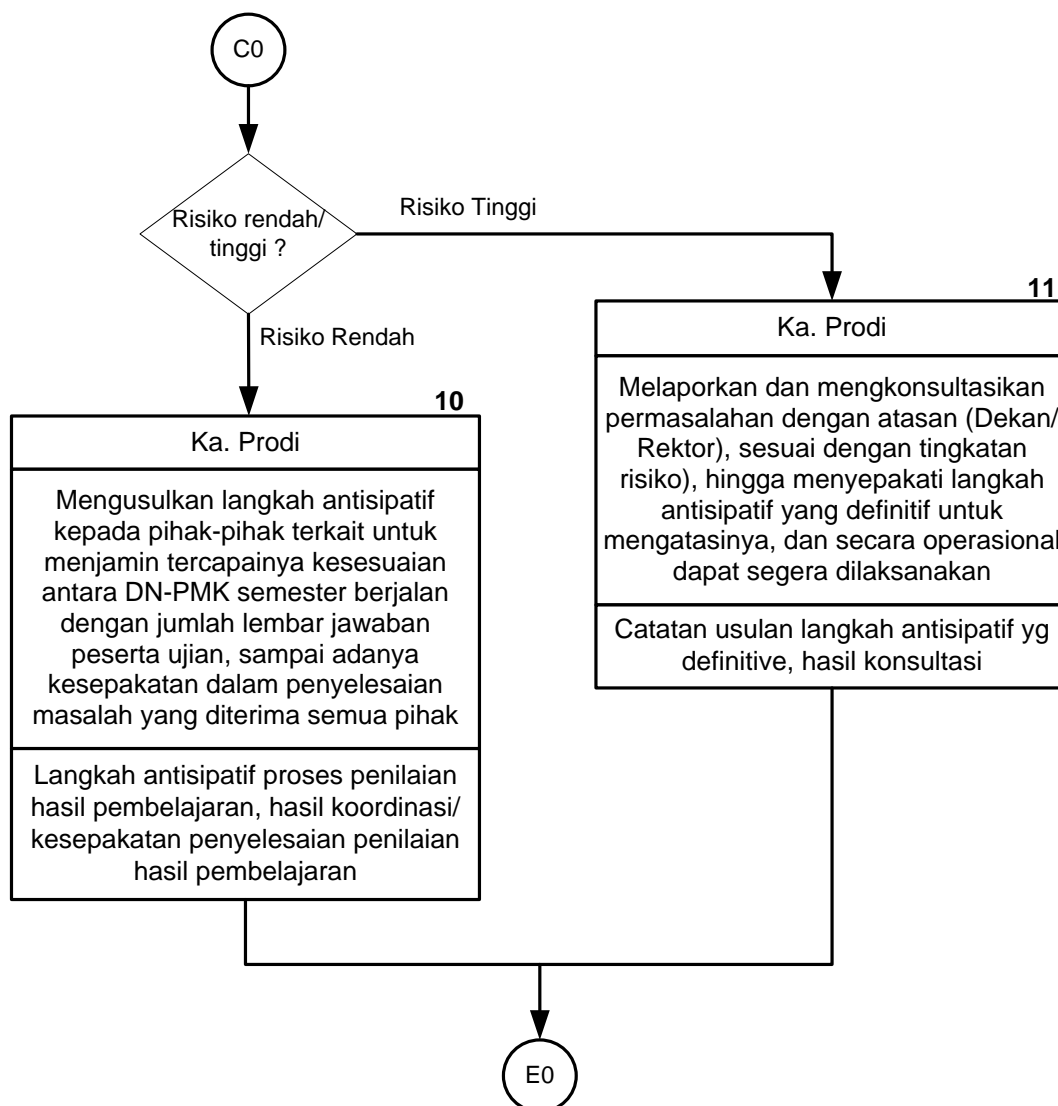 C0
Risiko rendah/
tinggi ?
Risiko Tinggi
Risiko Rendah
10
Ka. Prodi
Mengusulkan langkah antisipatif
kepada pihak-pihak terkait untuk
menjamin tercapainya kesesuaian
antara DN-PMK semester berjalan
dengan jumlah lembar jawaban
peserta ujian, sampai adanya
kesepakatan dalam penyelesaian
masalah yang diterima semua pihak
Langkah antisipatif proses penilaian
hasil pembelajaran, hasil koordinasi/
kesepakatan penyelesaian penilaian
hasil pembelajaran
11
Ka. Prodi
Melaporkan dan mengkonsultasikan
permasalahan dengan atasan (Dekan/
Rektor), sesuai dengan tingkatan
risiko), hingga menyepakati langkah
antisipatif yang definitif untuk
mengatasinya, dan secara operasional
dapat segera dilaksanakan
Catatan usulan langkah antisipatif yg
definitive, hasil konsultasi
E0